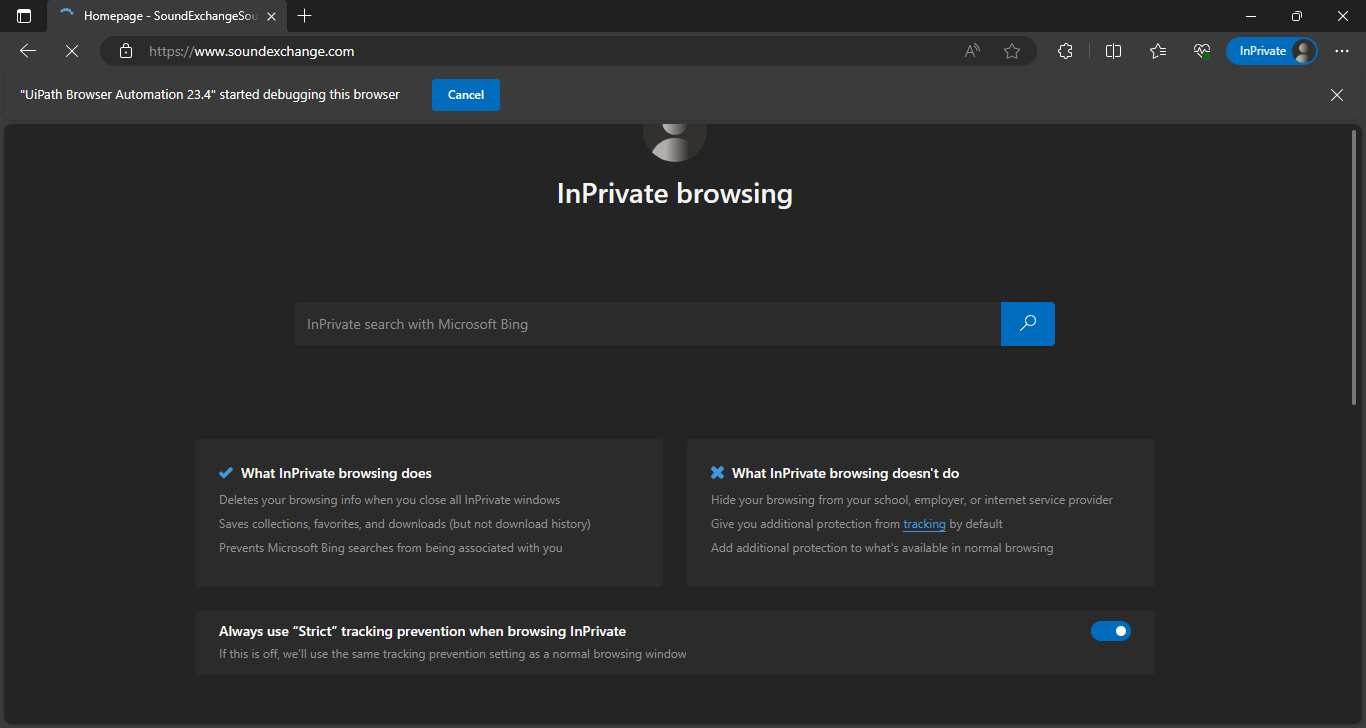 Homepage - SoundExchangeSou
https://www.soundexchange.com
InPrivate
"UiPath Browser Automation 23.4" started debugging this browser
Cancel
InPrivate browsing
InPrivate search with Microsoft Bing
What InPrivate browsing does
Deletes your browsing info when you close all InPrivate windows
Saves collections, favorites, and downloads (but not download history)
Prevents Microsoft Bing searches from being associated with you
What InPrivate browsing doesn't do
Hide your browsing from your school, employer, or internet service provider
Give you additional protection from tracking by default
Add additional protection to what's available in normal browsing
Always use “Strict” tracking prevention when browsing InPrivate
If this is off, we'll use the same tracking prevention setting as a normal browsing window